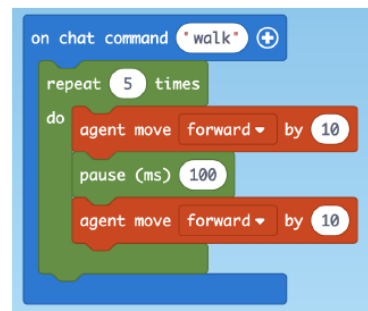 on chat command "walk"
repeat 5 times
do
agent move forward by 10
pause (ms) 100
agent move forward by 10